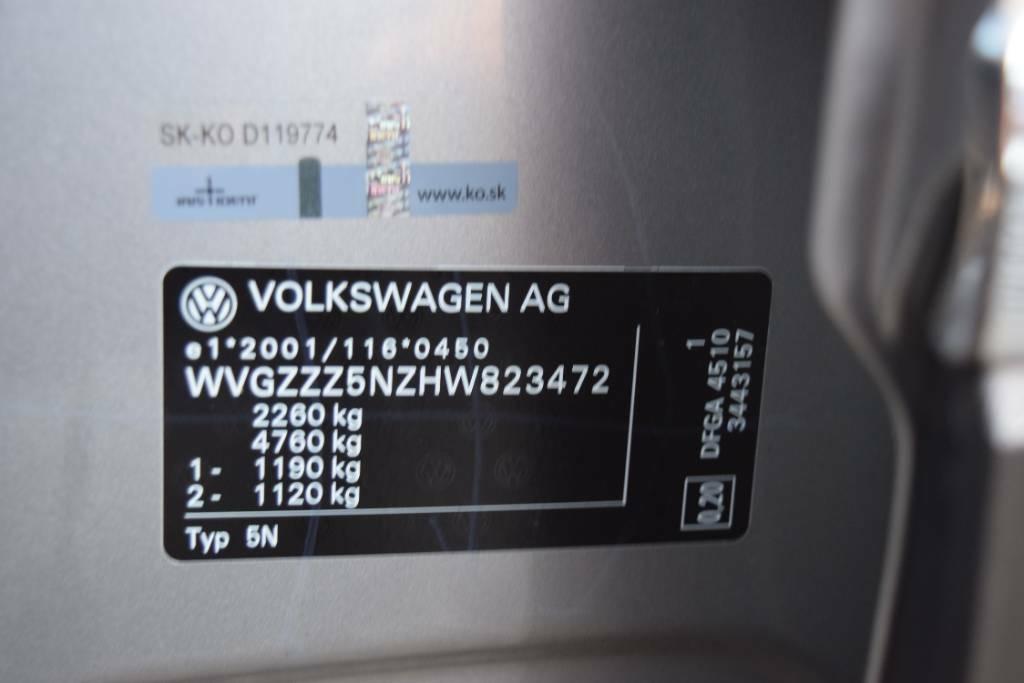 SK-KO D119774
www.ko.sk
VOLKSWAGEN AG
e1*2001/116*0450
WVGZZZ5NZHW823472
2260 kg
4760 kg
1- 1190 kg
2- 1120 kg
Typ 5N
1
DFGA 4510
3443157
0,20